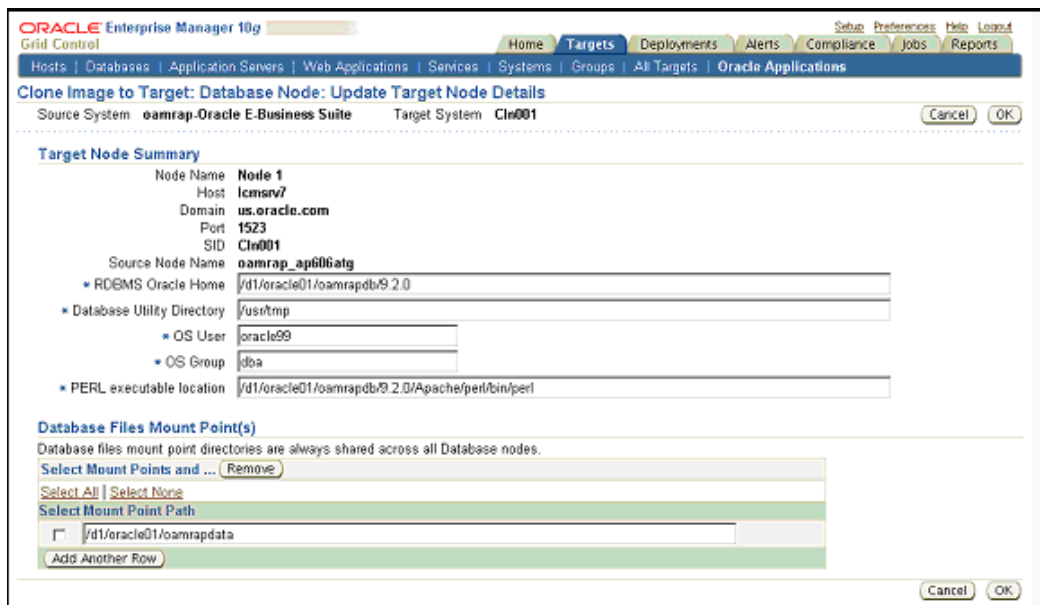 ORACLE Enterprise Manager 10g
Grid Control
Setup Preferences Help Logout
Home Targets Deployments Alerts Compliance Jobs Reports
Hosts | Databases | Application Servers | Web Applications | Services | Systems | Groups | All Targets | Oracle Applications
Clone Image to Target: Database Node: Update Target Node Details
Source System oamrap-Oracle E-Business Suite Target System Cln001
Cancel OK
Target Node Summary
Node Name Node 1
Host lcmsrv7
Domain us.oracle.com
Port 1523
SID Cln001
Source Node Name oamrap_ap606atg
* RDBMS Oracle Home /d1/oracle01/oamrapdb/9.2.0
* Database Utility Directory /usr/tmp
* OS User oracle99
* OS Group dba
* PERL executable location /d1/oracle01/oamrapdb/9.2.0/Apache/perl/bin/perl
Database Files Mount Point(s)
Database files mount point directories are always shared across all Database nodes.
Select Mount Points and ... Remove
Select All | Select None
Select Mount Point Path
/d1/oracle01/oamrapdata
Add Another Row
Cancel OK